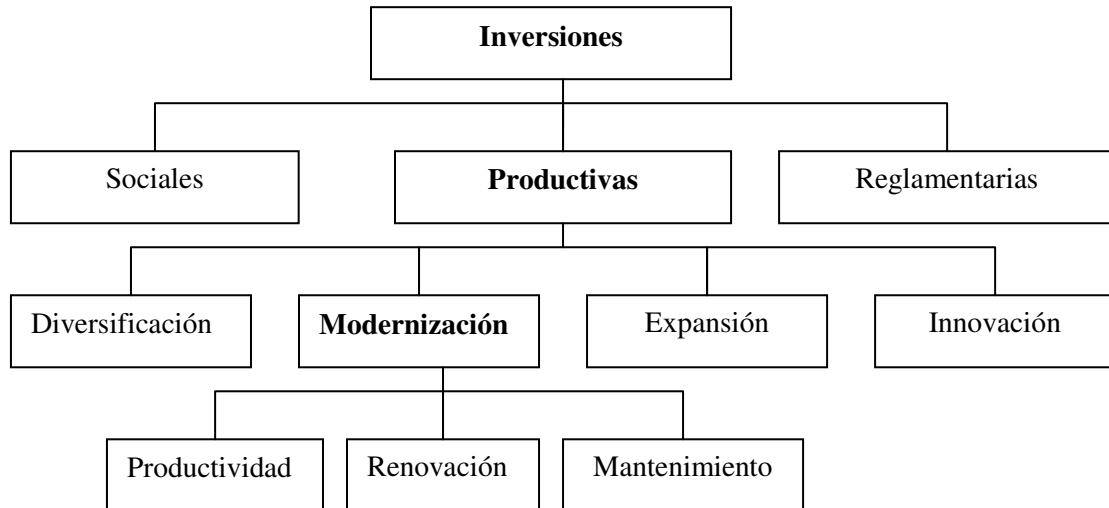 Inversiones
Sociales
Productivas
Reglamentarias
Diversificación
Modernización
Expansión
Innovación
Productividad
Renovación
Mantenimiento